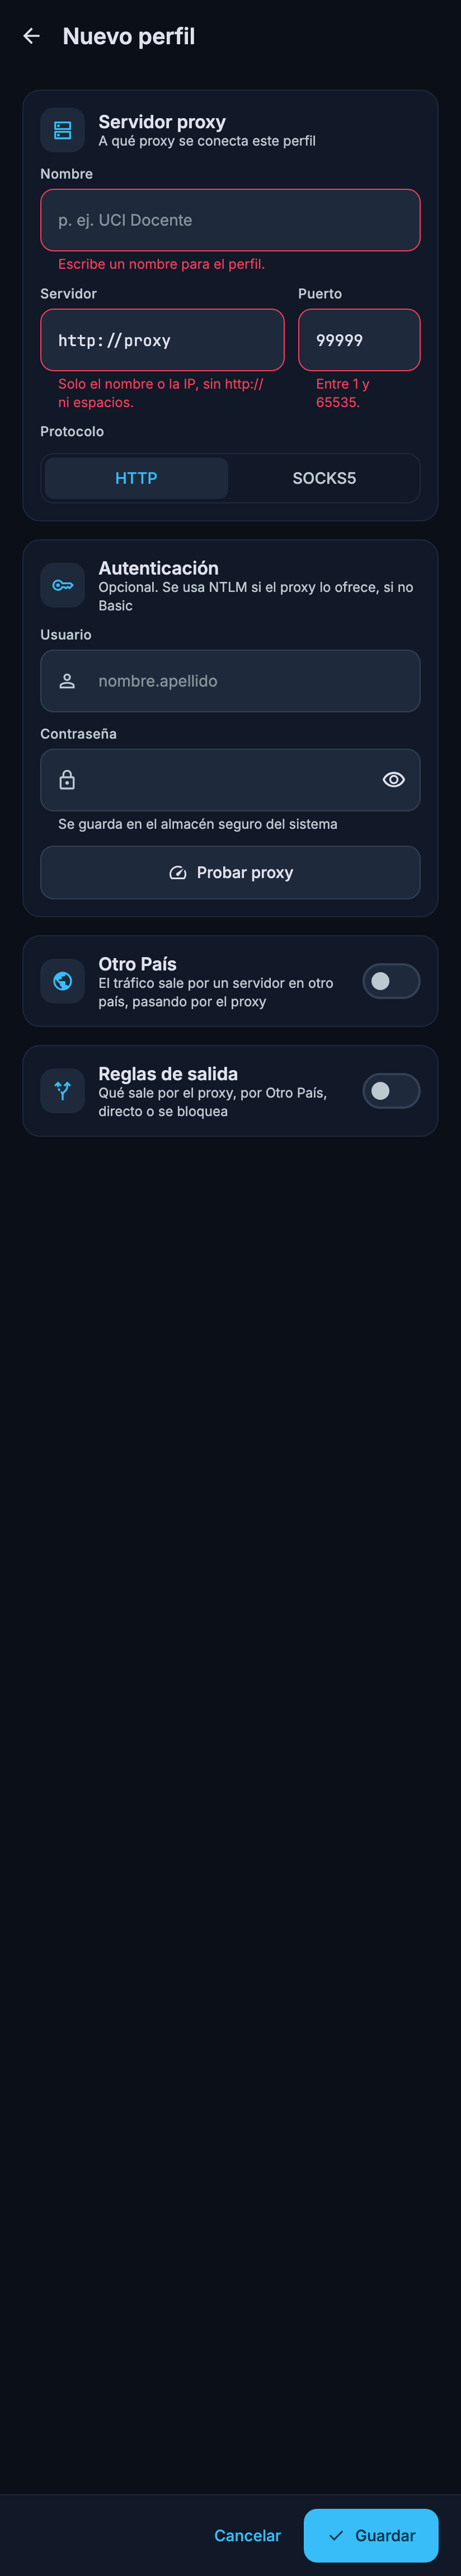 Nuevo perfil
Servidor proxy
A qué proxy se conecta este perfil
Nombre
p. ej. UCI Docente
Escribe un nombre para el perfil.
Servidor
Puerto
http://proxy
99999
Solo el nombre o la IP, sin http://
ni espacios.
Entre 1 y
65535.
Protocolo
HTTP
SOCKS5
Autenticación
Opcional. Se usa NTLM si el proxy lo ofrece, si no
Basic
Usuario
nombre.apellido
Contraseña
Se guarda en el almacén seguro del sistema
Probar proxy
Otro País
El tráfico sale por un servidor en otro
país, pasando por el proxy
Reglas de salida
Qué sale por el proxy, por Otro País,
directo o se bloquea
Cancelar
Guardar